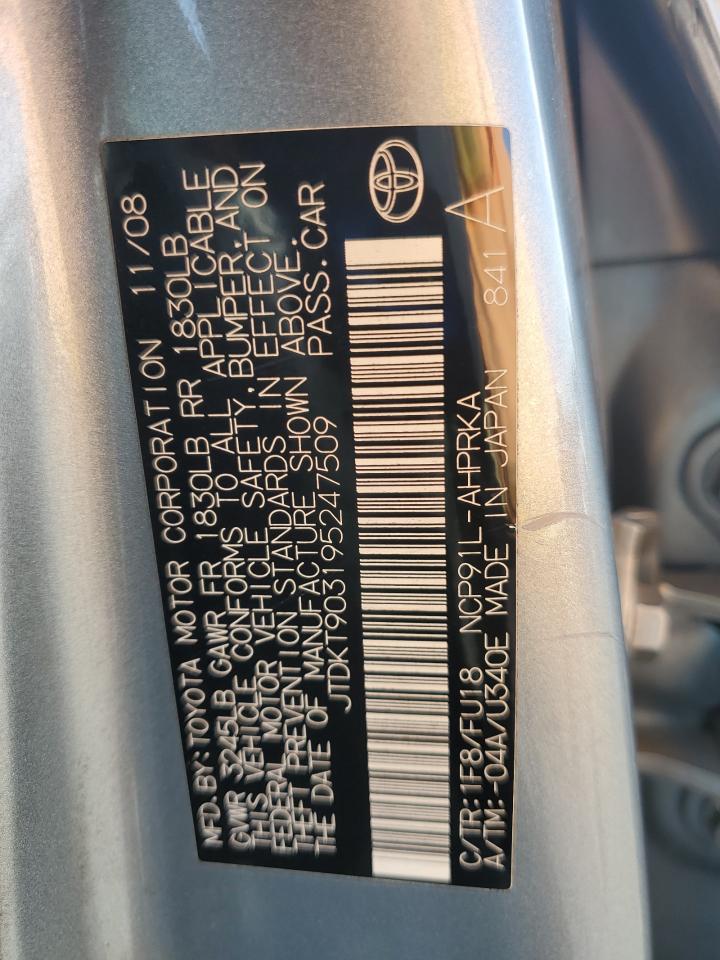 MFD.BY:TOYOTA MOTOR CORPORATION 11/08
GVWR 3245LB GAWR FR 1830LB RR 1830LB
THIS VEHICLE CONFORMS TO ALL APPLICABLE
FEDERAL MOTOR VEHICLE SAFETY,BUMPER,AND
THEFT PREVENTION STANDARDS IN EFFECT ON
THE DATE OF MANUFACTURE SHOWN ABOVE.
JTDKT903195247509 PASS.CAR
C/TR:1F8/FU18 NCP91L-AHPRKA
A/TM:-04A/U340E MADE IN JAPAN 841 A